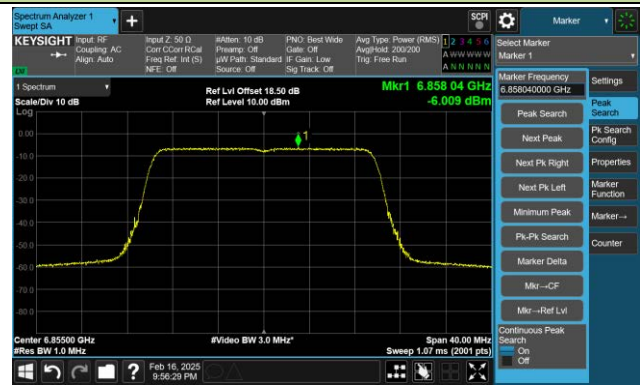 Spectrum Analyzer 1
Swept SA
SCPI
Marker
KEYSIGHT
Input: RF
Coupling: AC
Align: Auto
Input Z: 50 Ω
Corr CCorr RCal
Freq Ref: Int (S)
NFE: Off
#Atten: 10 dB
Preamp: Off
µW Path: Standard
Source: Off
PNO: Best Wide
Gate: Off
IF Gain: Low
Sig Track: Off
Avg Type: Power (RMS)
Avg|Hold: 200/200
Trig: Free Run
1 2 3 4 5 6
A W W W W W
A N N N N N
Select Marker
Marker 1
1 Spectrum
Scale/Div 10 dB
Log
Ref Lvl Offset 18.50 dB
Ref Level 10.00 dBm
Mkr1 6.858 04 GHz
-6.009 dBm
1
0.00
-10.0
-20.0
-30.0
-40.0
-50.0
-60.0
-70.0
-80.0
Center 6.85500 GHz
#Res BW 1.0 MHz
#Video BW 3.0 MHz*
Span 40.00 MHz
Sweep 1.07 ms (2001 pts)
Marker Frequency
6.858040000 GHz
Peak Search
Next Peak
Next Pk Right
Next Pk Left
Minimum Peak
Pk-Pk Search
Marker Delta
Mkr→CF
Mkr→Ref Lvl
Continuous Peak
Search
On
Off
Settings
Peak
Search
Pk Search
Config
Properties
Marker
Function
Marker→
Counter
Feb 16, 2025
9:56:29 PM